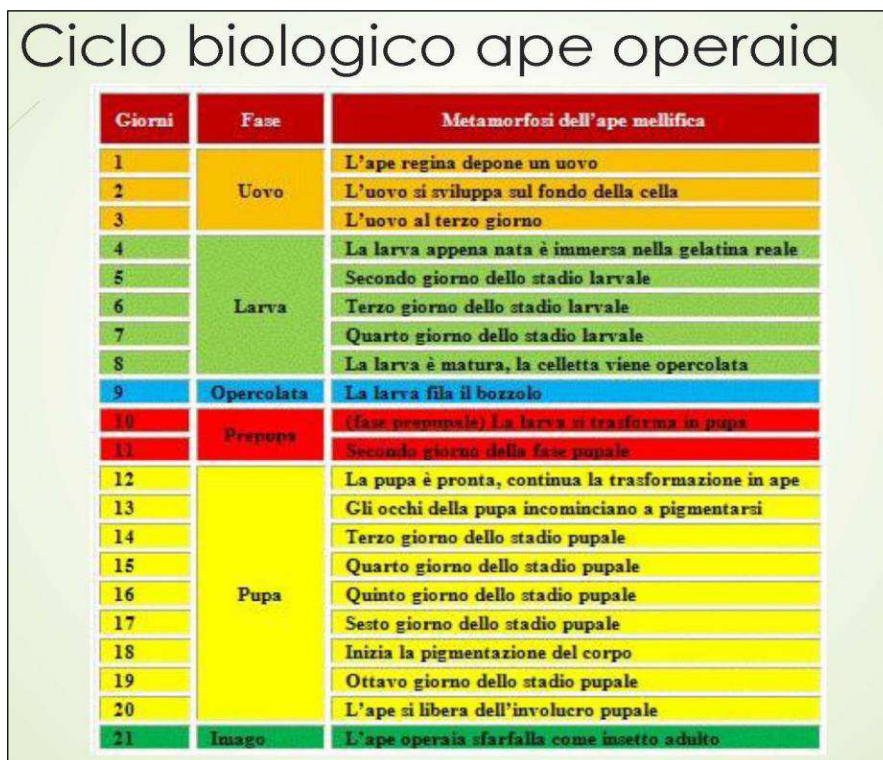 Ciclo biologico ape operaia
Giorni Fase Metamorfosi dell'ape mellifica
1 L'ape regina depone un uovo
2 Uovo L'uovo si sviluppa sul fondo della cella
3 L'uovo al terzo giorno
4 La larva appena nata è immersa nella gelatina reale
5 Secondo giorno dello stadio larvale
6 Larva Terzo giorno dello stadio larvale
7 Quarto giorno dello stadio larvale
8 La larva è matura, la celletta viene opercolata
9 Opercolata La larva fila il bozzolo
10 (fase prepupale) La larva si trasforma in pupa
Prepupa
11 Secondo giorno della fase pupale
12 La pupa è pronta, continua la trasformazione in ape
13 Gli occhi della pupa incominciano a pigmentarsi
14 Terzo giorno dello stadio pupale
15 Quarto giorno dello stadio pupale
16 Pupa Quinto giorno dello stadio pupale
17 Sesto giorno dello stadio pupale
18 Inizia la pigmentazione del corpo
19 Ottavo giorno dello stadio pupale
20 L'ape si libera dell'involucro pupale
21 Imago L'ape operaia sfarfalla come insetto adulto